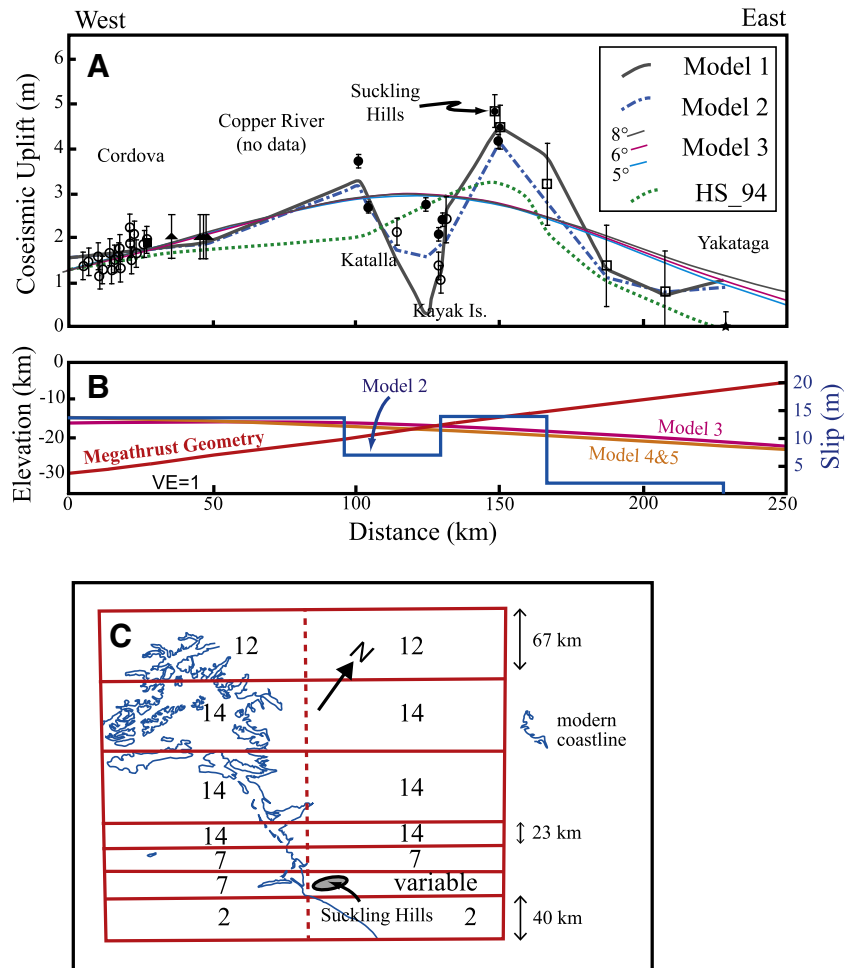 West East
A
Coseismic Uplift (m)
6
5
4
3
2
1
0
Cordova
Copper River
(no data)
Suckling
Hills
Katalla
Kayak Is.
Yakataga
Model 1
Model 2
8°
6° Model 3
5°
HS_94
B
Elevation (km)
0
-10
-20
-30
Model 2
Megathrust Geometry
VE=1
Model 3
Model 4&5
20
15
10
5
Slip (m)
0 50 100 150 200 250
Distance (km)
C
12 12
N
67 km
14 14
modern
coastline
14 14
14 14
23 km
7 7
7 variable
Suckling Hills
2 2
40 km